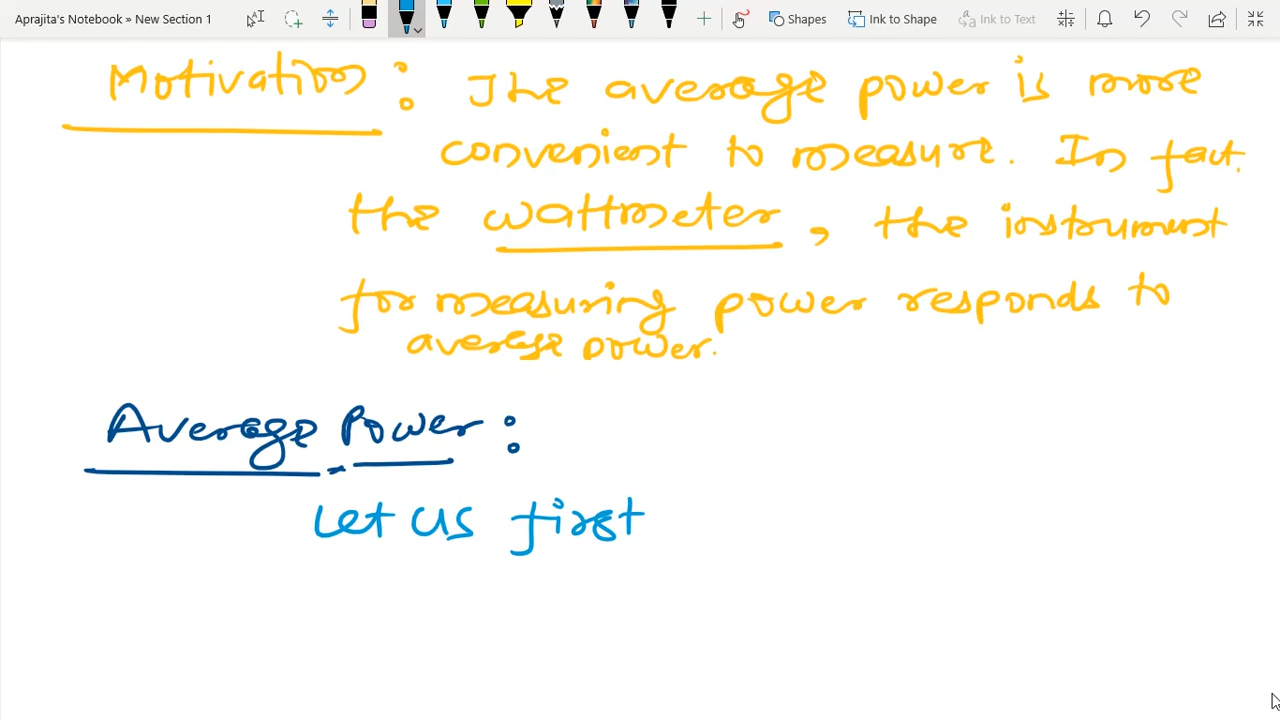 Aprajita's Notebook » New Section 1
Shapes
Ink to Shape
Ink to Text
Motivation : The average power is more
convenient to measure. In fact.
the wattmeter, the instrument
for measuring power responds to
average power.
Average Power :
Let us first